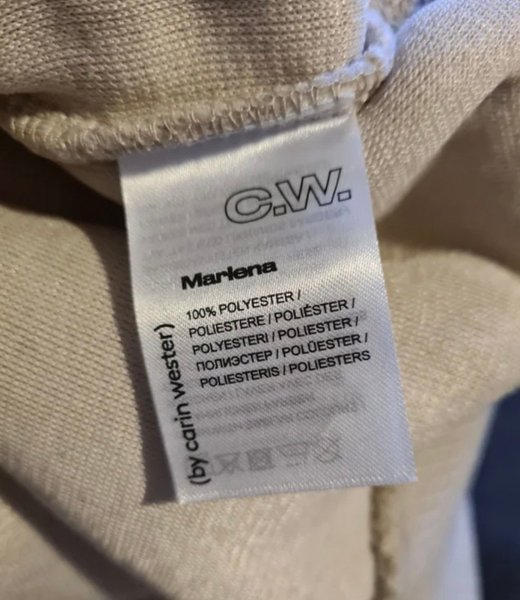 C.W.
Marlena
100% POLYESTER /
POLIESTERE / POLIÉSTER /
POLYESTERI / POLIESTER /
ПОЛИЭСТЕР / POLÜESTER /
POLIESTERIS / POLIESTERS
(by carin wester)